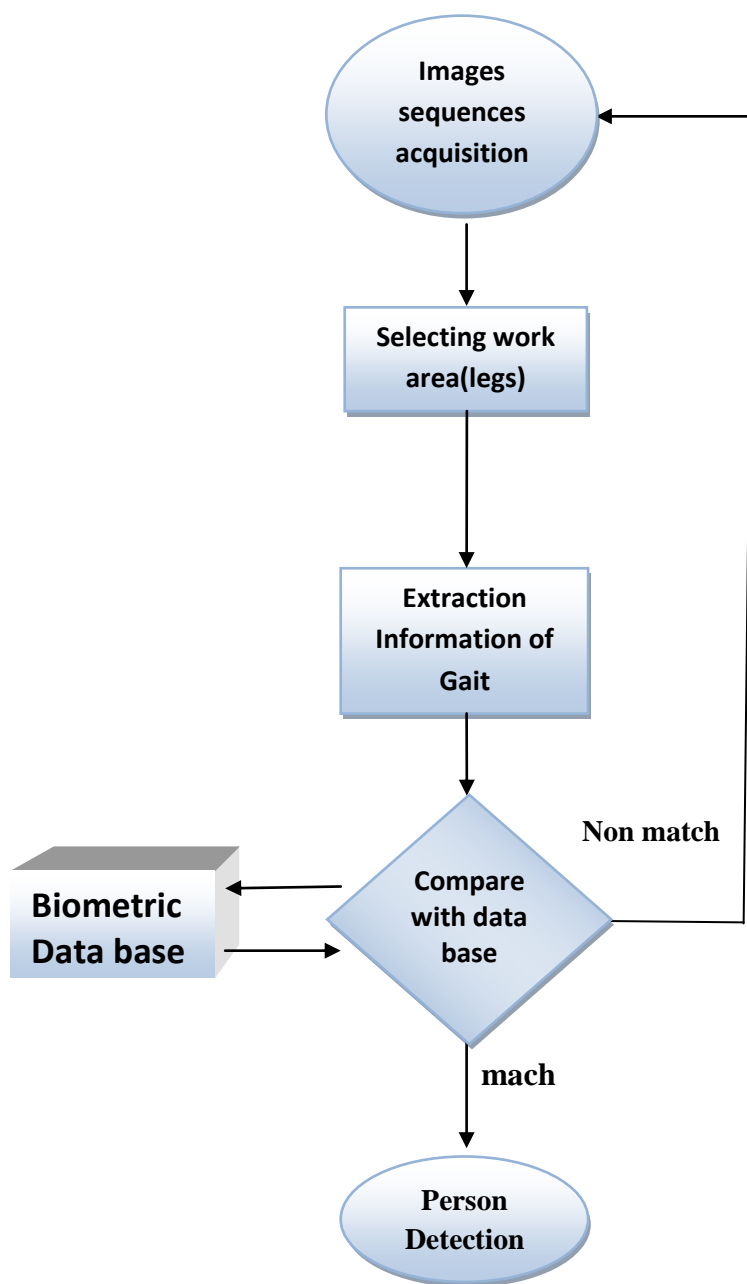 Images
sequences
acquisition
Selecting work
area(legs)
Extraction
Information of
Gait
Non match
Compare
with data
base
Biometric
Data base
mach
Person
Detection